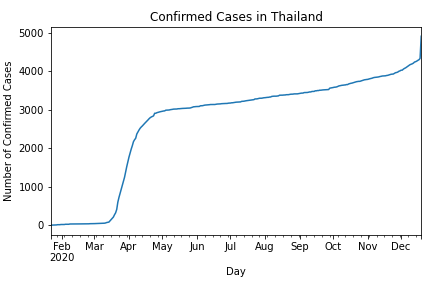 Confirmed Cases in Thailand
Number of Confirmed Cases
5000
4000
3000
2000
1000
0
Feb Mar Apr May Jun Jul Aug Sep Oct Nov Dec
2020
Day